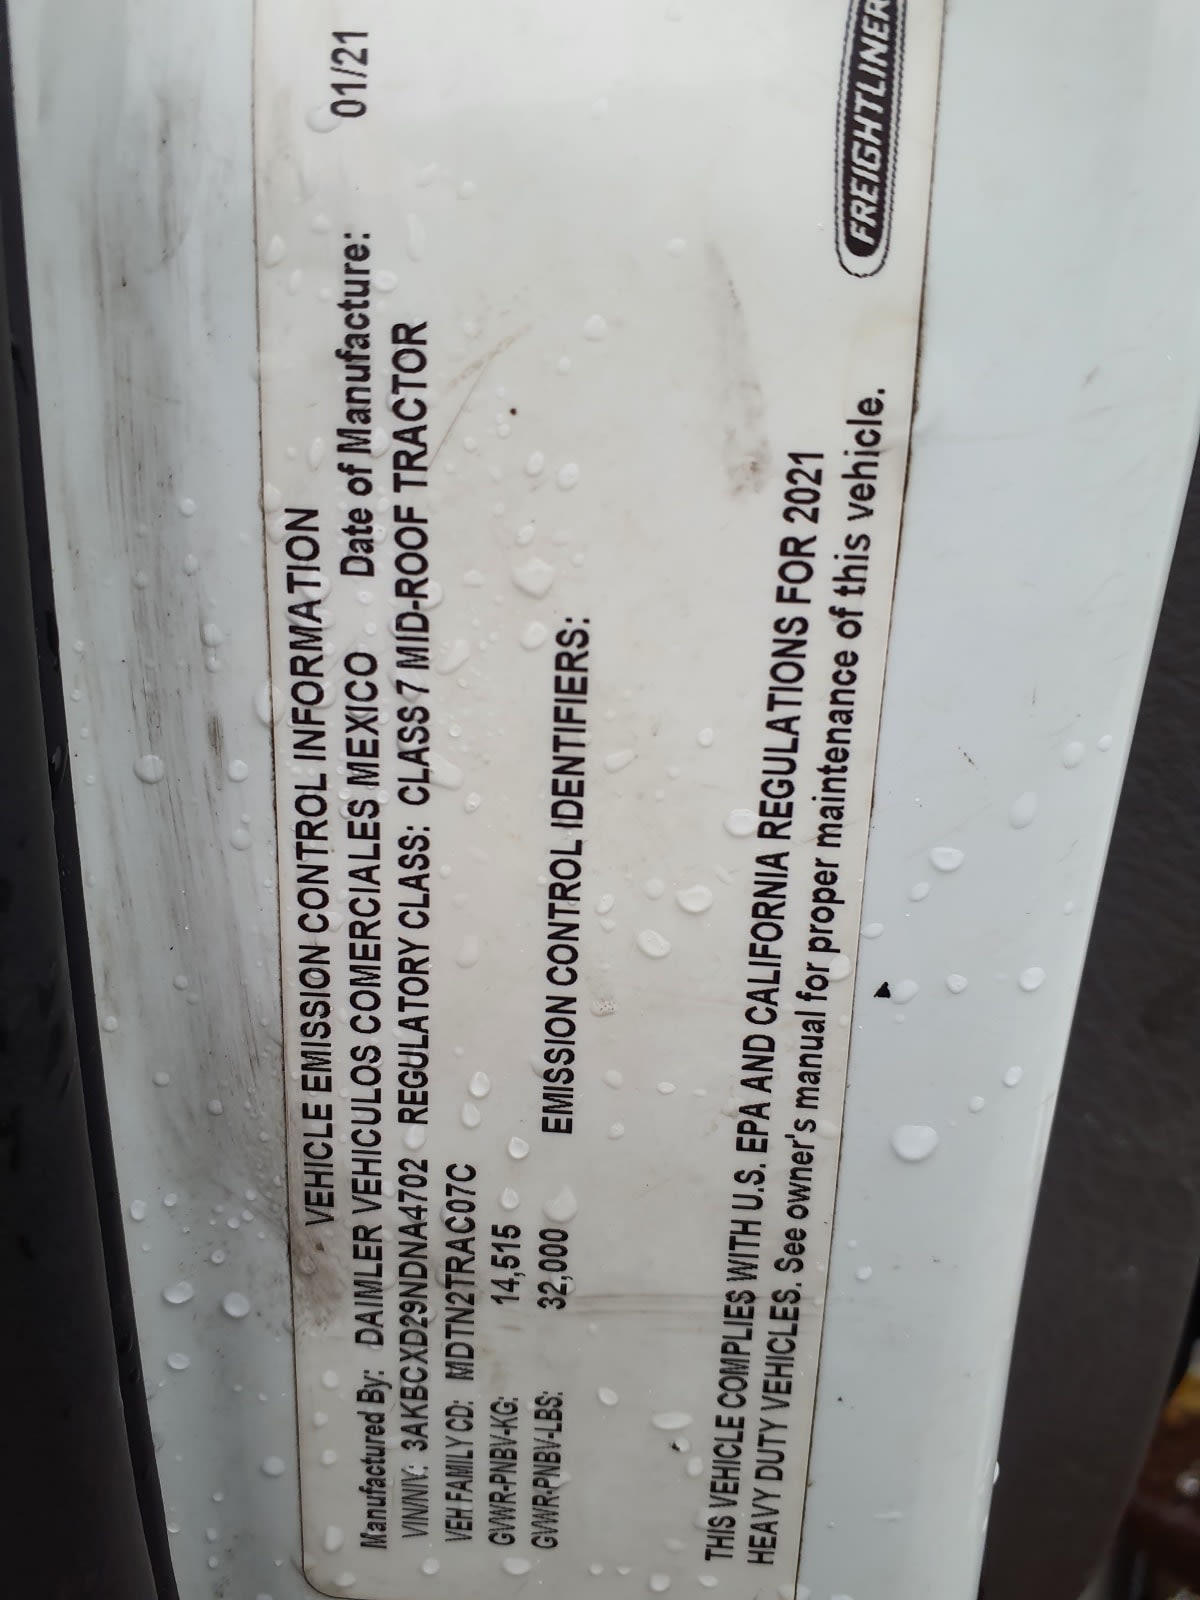 VEHICLE EMISSION CONTROL INFORMATION
Manufactured By: DAIMLER VEHICULOS COMERCIALES MEXICO Date of Manufacture: 01/21
VIN/NIV: 3AKBCXD29NDNA4702 REGULATORY CLASS: CLASS 7 MID-ROOF TRACTOR
VEH FAMILY CD: MDTN2TRAC07C
GVWR-PNBV-KG: 14,515
GVWR-PNBV-LBS: 32,000 EMISSION CONTROL IDENTIFIERS:
THIS VEHICLE COMPLIES WITH U.S. EPA AND CALIFORNIA REGULATIONS FOR 2021
HEAVY DUTY VEHICLES. See owner's manual for proper maintenance of this vehicle.
FREIGHTLINER